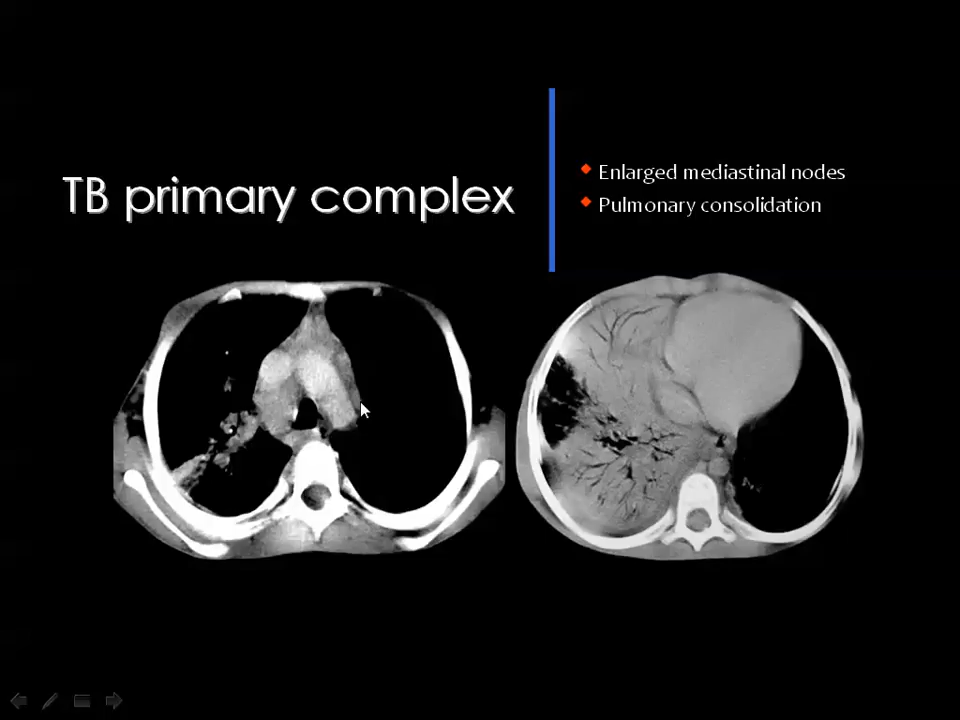 TB primary complex
Enlarged mediastinal nodes
Pulmonary consolidation